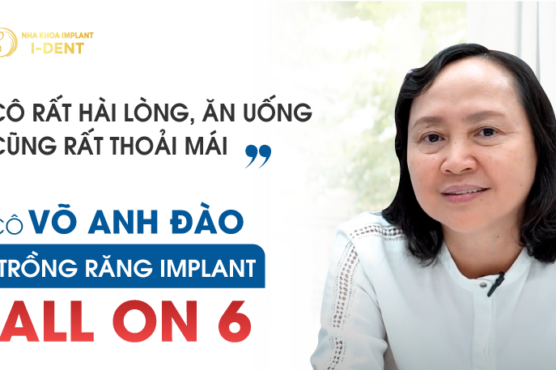 NHA KHOA IMPLANT
I-DENT
CÔ RẤT HÀI LÒNG, ĂN UỐNG
CŨNG RẤT THOẢI MÁI ”
CÔ VÕ ANH ĐÀO
TRỒNG RĂNG IMPLANT
ALL ON 6